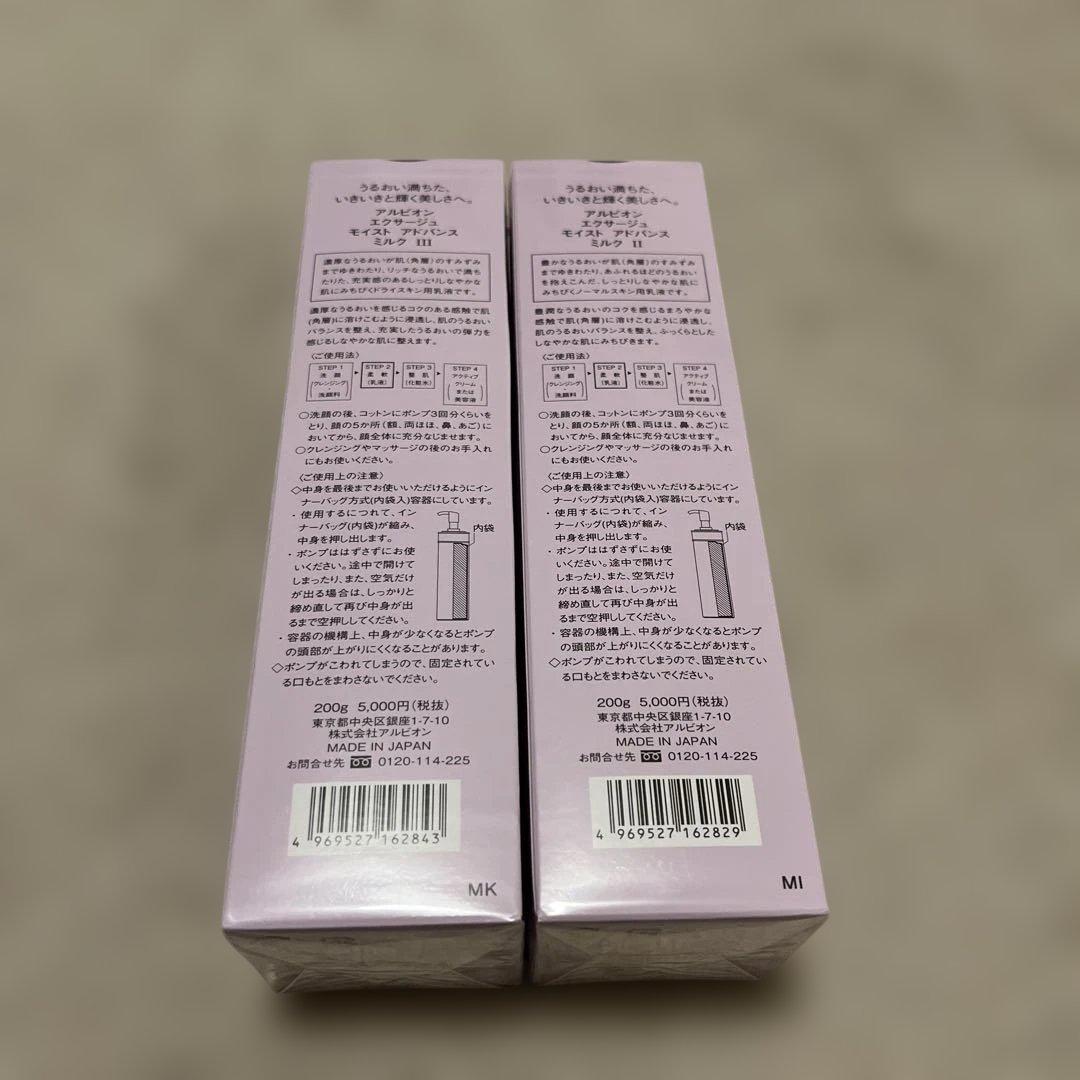 うるおい満ちた、
いきいきと輝く美しさへ。
アルビオン
エクサージュ
モイスト アドバンス
ミルク III
濃厚なうるおいが肌(角層)のすみずみ
までゆきわたり、リッチなうるおいで満ち
たりた、充実感のあるしっとりしなやかな
肌にみちびくドライスキン用乳液です。
濃厚なうるおいを感じるコクのある感触で肌
(角層)に溶けこむように浸透し、肌のうるおい
バランスを整え、充実したうるおいの弾力を
感じるしなやかな肌に整えます。
〈ご使用法〉
STEP 1 STEP 2 STEP 3 STEP 4
洗顔 柔軟 整肌 アクティブ
クレンジング (乳液) (化粧水) クリーム
・ または
洗顔料 美容液
○洗顔の後、コットンにポンプ3回分くらいを
とり、顔の5か所(額、両ほほ、鼻、あご)に
おいてから、顔全体に充分なじませます。
○クレンジングやマッサージの後のお手入れ
にもお使いください。
〈ご使用上の注意〉
◇中身を最後までお使いいただけるようにイン
ナーバッグ方式(内袋入)容器にしています。
・使用するにつれて、イン
ナーバッグ(内袋)が縮み、
中身を押し出します。
内袋
・ポンプははずさずにお使
いください。途中で開けて
しまったり、また、空気だけ
が出る場合は、しっかりと
締め直して再び中身が出
るまで空押ししてください。
・容器の機構上、中身が少なくなるとポンプ
の頭部が上がりにくくなることがあります。
◇ポンプがこわれてしまうので、固定されてい
る口もとをまわさないでください。
200g 5,000円(税抜)
東京都中央区銀座1-7-10
株式会社アルビオン
MADE IN JAPAN
お問合せ先 0120-114-225
4 969527 162843
MK
うるおい満ちた、
いきいきと輝く美しさへ。
アルビオン
エクサージュ
モイスト アドバンス
ミルク II
豊かなうるおいが肌(角層)のすみずみ
までゆきわたり、あふれるほどのうるおい
を抱えこんだ、しっとりしなやかな肌に
みちびくノーマルスキン用乳液です。
豊潤なうるおいのコクを感じるまろやかな
感触で肌(角層)に溶けこむように浸透し、
肌のうるおいバランスを整え、ふっくらとした
しなやかな肌にみちびきます。
〈ご使用法〉
STEP 1 STEP 2 STEP 3 STEP 4
洗顔 柔軟 整肌 アクティブ
クレンジング (乳液) (化粧水) クリーム
・ または
洗顔料 美容液
○洗顔の後、コットンにポンプ3回分くらいを
とり、顔の5か所(額、両ほほ、鼻、あご)に
おいてから、顔全体に充分なじませます。
○クレンジングやマッサージの後のお手入れ
にもお使いください。
〈ご使用上の注意〉
◇中身を最後までお使いいただけるようにイン
ナーバッグ方式(内袋入)容器にしています。
・使用するにつれて、イン
ナーバッグ(内袋)が縮み、
中身を押し出します。
内袋
・ポンプははずさずにお使
いください。途中で開けて
しまったり、また、空気だけ
が出る場合は、しっかりと
締め直して再び中身が出
るまで空押ししてください。
・容器の機構上、中身が少なくなるとポンプ
の頭部が上がりにくくなることがあります。
◇ポンプがこわれてしまうので、固定されてい
る口もとをまわさないでください。
200g 5,000円(税抜)
東京都中央区銀座1-7-10
株式会社アルビオン
MADE IN JAPAN
お問合せ先 0120-114-225
4 969527 162829
MI